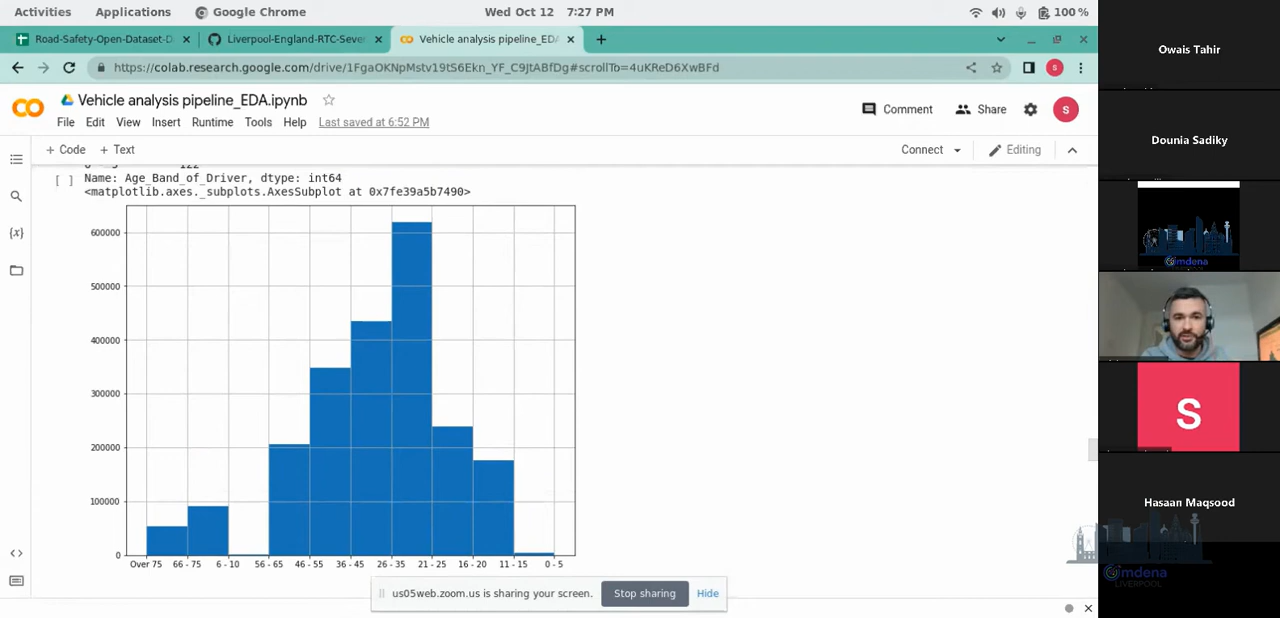 Activities Applications Google Chrome Wed Oct 12 7:27 PM 100 %
Road-Safety-Open-Dataset-D Liverpool-England-RTC-Seve Vehicle analysis pipeline_EDA
https://colab.research.google.com/drive/1FgaOKNpMstv19tS6Ekn_YF_C9JtABfDg#scrollTo=4uKReD6XwBFd
S
Vehicle analysis pipeline_EDA.ipynb
Comment Share S
File Edit View Insert Runtime Tools Help Last saved at 6:52 PM
+ Code + Text Connect Editing
{x}
[ ]
Name: Age_Band_of_Driver, dtype: int64
<matplotlib.axes._subplots.AxesSubplot at 0x7fe39a5b7490>
600000
500000
400000
300000
200000
100000
0
Over 75 66 - 75 6 - 10 56 - 65 46 - 55 36 - 45 26 - 35 21 - 25 16 - 20 11 - 15 0 - 5
us05web.zoom.us is sharing your screen. Stop sharing Hide
Owais Tahir
Dounia Sadiky
omdena
S
Hasaan Maqsood
omdena
LIVERPOOL